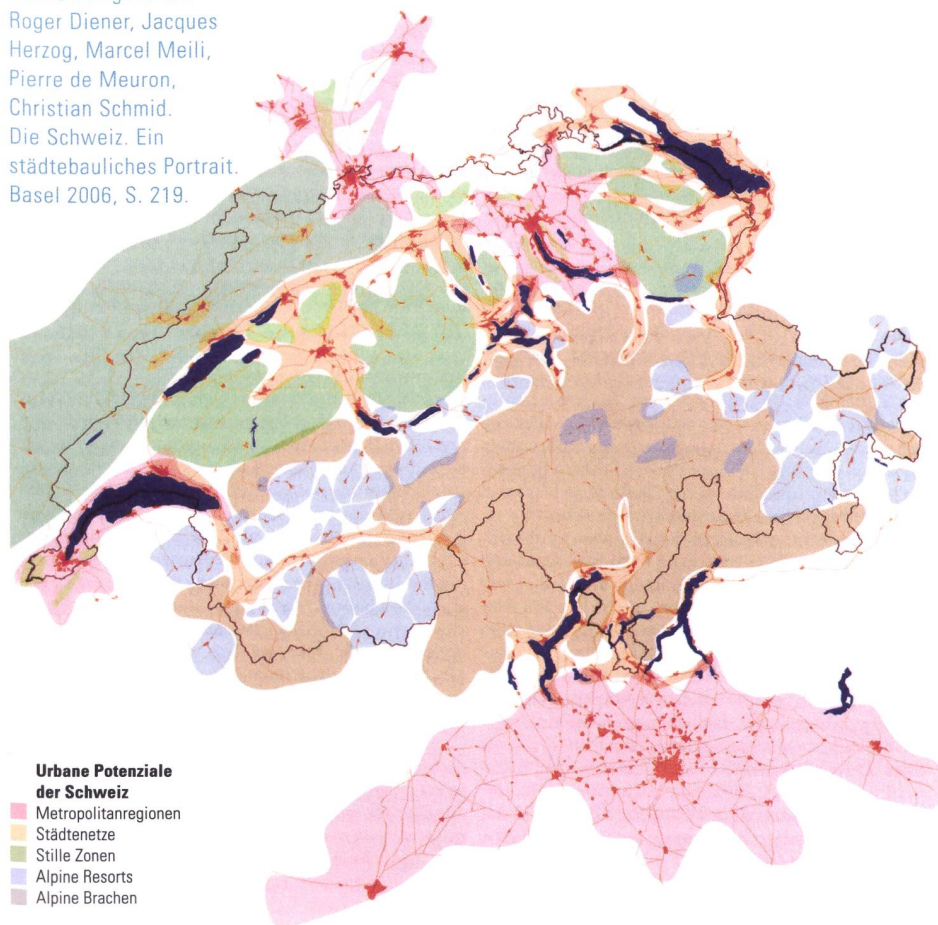 Roger Diener, Jacques
Herzog, Marcel Meili,
Pierre de Meuron,
Christian Schmid.
Die Schweiz. Ein
städtebauliches Portrait.
Basel 2006, S. 219.
Urbane Potenziale
der Schweiz
Metropolitanregionen
Städtenetze
Stille Zonen
Alpine Resorts
Alpine Brachen